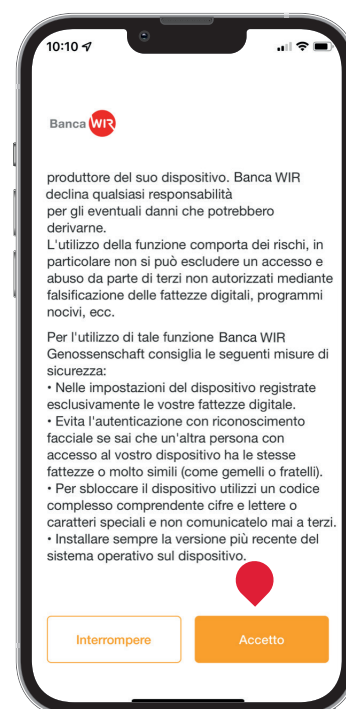 10:10
Banca WIR
produttore del suo dispositivo. Banca WIR
declina qualsiasi responsabilità
per gli eventuali danni che potrebbero
derivarne.
L'utilizzo della funzione comporta dei rischi, in
particolare non si può escludere un accesso e
abuso da parte di terzi non autorizzati mediante
falsificazione delle fattezze digitali, programmi
nocivi, ecc.
Per l'utilizzo di tale funzione Banca WIR
Genossenschaft consiglia le seguenti misure di
sicurezza:
• Nelle impostazioni del dispositivo registrate
esclusivamente le vostre fattezze digitale.
• Evita l'autenticazione con riconoscimento
facciale se sai che un'altra persona con
accesso al vostro dispositivo ha le stesse
fattezze o molto simili (come gemelli o fratelli).
• Per sbloccare il dispositivo utilizzi un codice
complesso comprendente cifre e lettere o
caratteri speciali e non comunicatelo mai a terzi.
• Installare sempre la versione più recente del
sistema operativo sul dispositivo.
Interrompere
Accetto